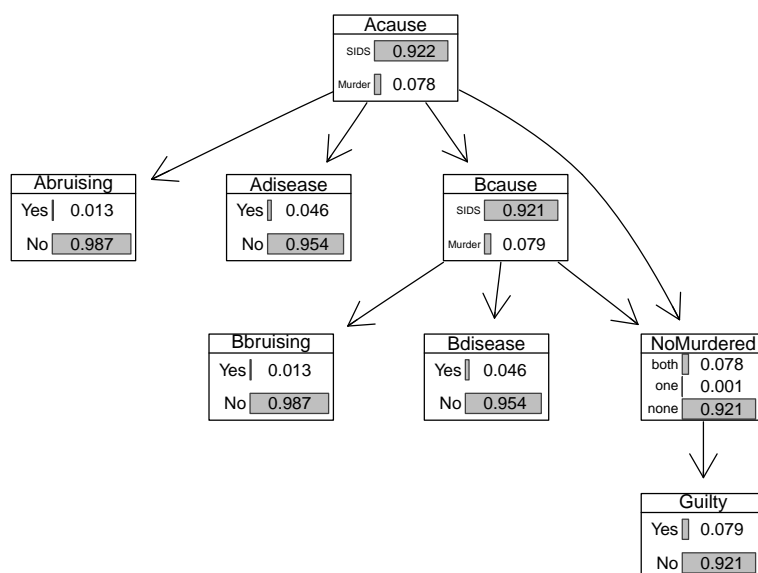 Acause
SIDS 0.922
Murder 0.078
Abruising
Yes 0.013
No 0.987
Adisease
Yes 0.046
No 0.954
Bcause
SIDS 0.921
Murder 0.079
Bbruising
Yes 0.013
No 0.987
Bdisease
Yes 0.046
No 0.954
NoMurdered
both 0.078
one 0.001
none 0.921
Guilty
Yes 0.079
No 0.921